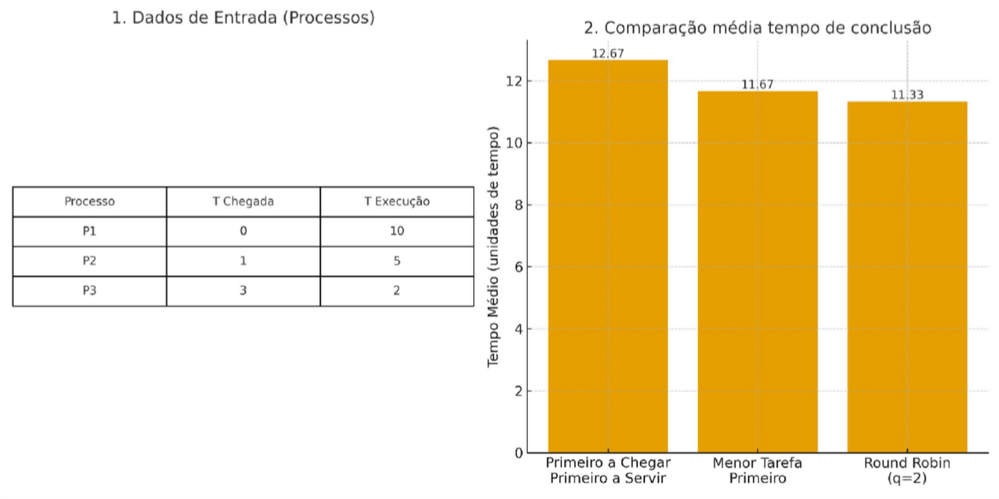 1. Dados de Entrada (Processos)
Processo T Chegada T Execução
P1 0 10
P2 1 5
P3 3 2
2. Comparação média tempo de conclusão
Tempo Médio (unidades de tempo)
12
10
8
6
4
2
0
12.67
11.67
11.33
Primeiro a Chegar
Primeiro a Servir
Menor Tarefa
Primeiro
Round Robin
(q=2)